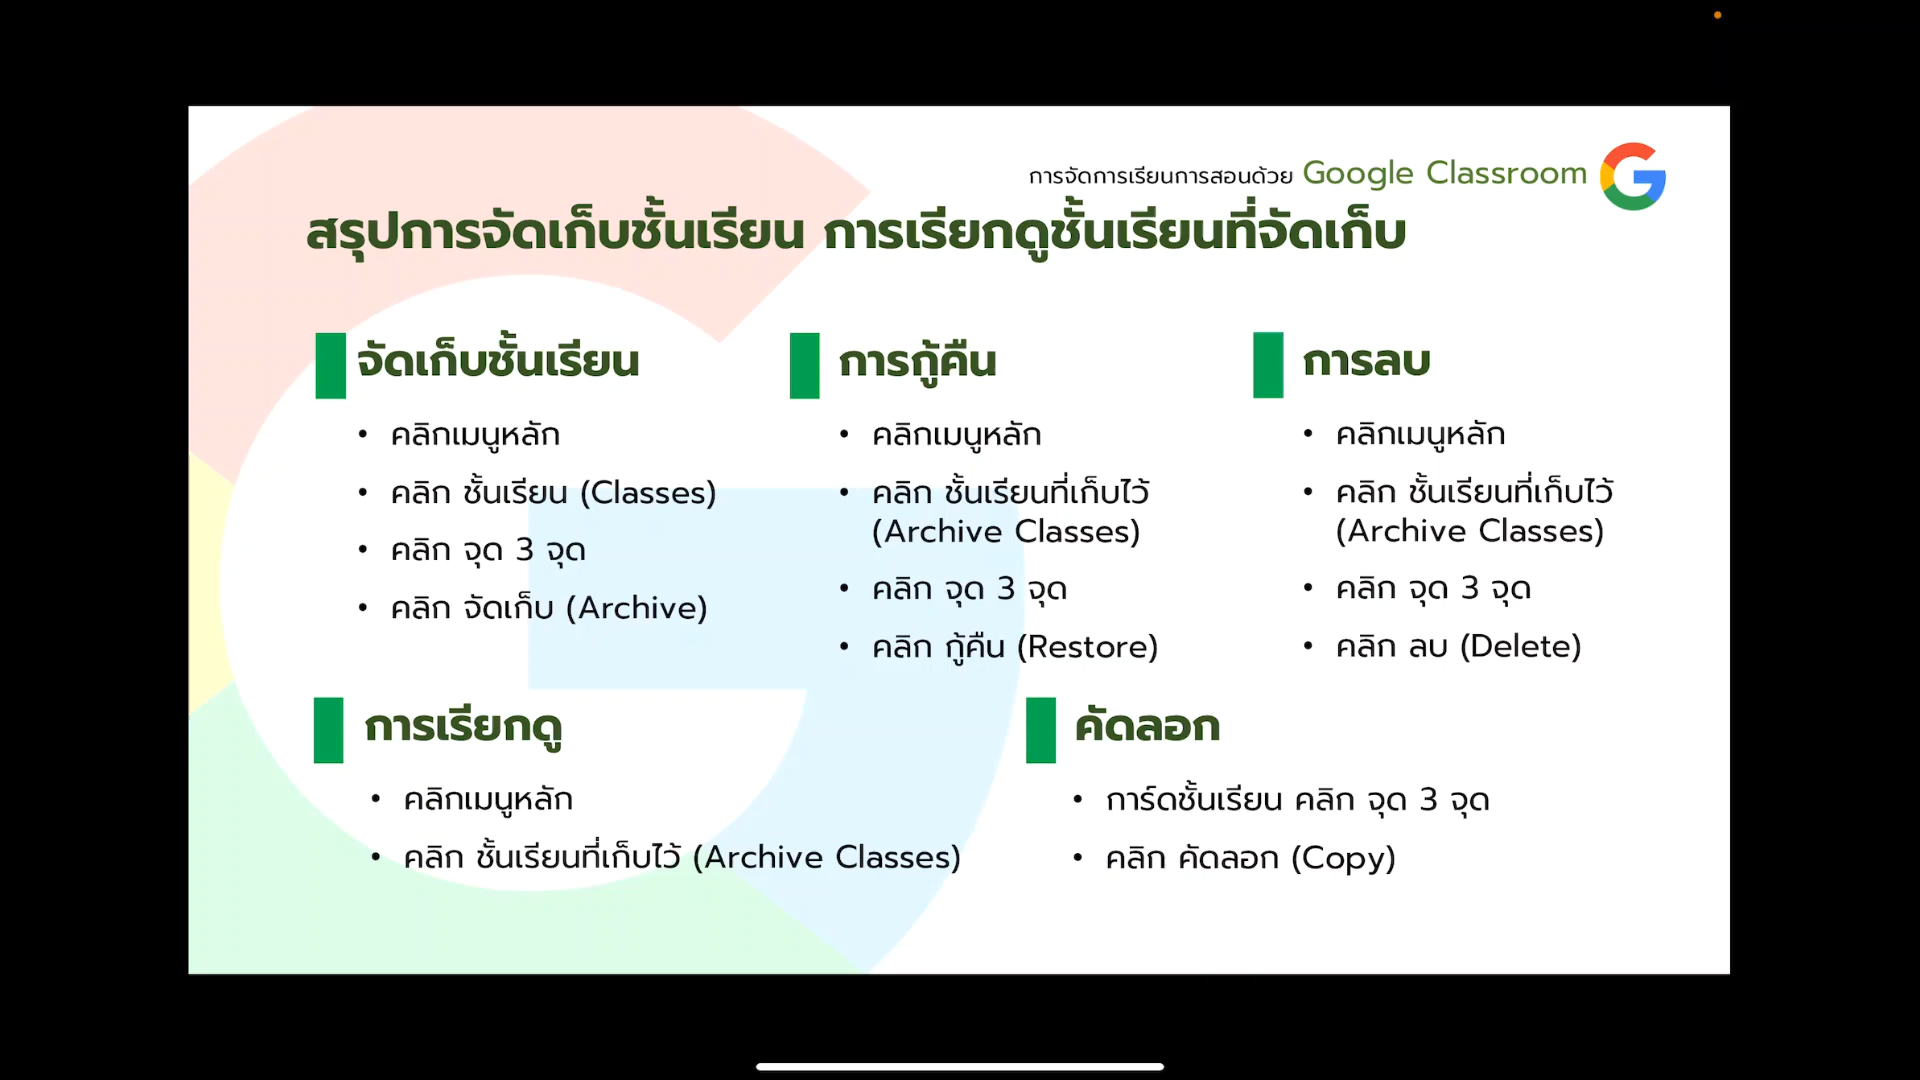 การจัดการเรียนการสอนด้วย Google Classroom
สรุปการจัดเก็บชั้นเรียน การเรียกดูชั้นเรียนที่จัดเก็บ
จัดเก็บชั้นเรียน
• คลิกเมนูหลัก
• คลิก ชั้นเรียน (Classes)
• คลิก จุด 3 จุด
• คลิก จัดเก็บ (Archive)
การกู้คืน
• คลิกเมนูหลัก
• คลิก ชั้นเรียนที่เก็บไว้
(Archive Classes)
• คลิก จุด 3 จุด
• คลิก กู้คืน (Restore)
การลบ
• คลิกเมนูหลัก
• คลิก ชั้นเรียนที่เก็บไว้
(Archive Classes)
• คลิก จุด 3 จุด
• คลิก ลบ (Delete)
การเรียกดู
• คลิกเมนูหลัก
• คลิก ชั้นเรียนที่เก็บไว้ (Archive Classes)
คัดลอก
• การ์ดชั้นเรียน คลิก จุด 3 จุด
• คลิก คัดลอก (Copy)